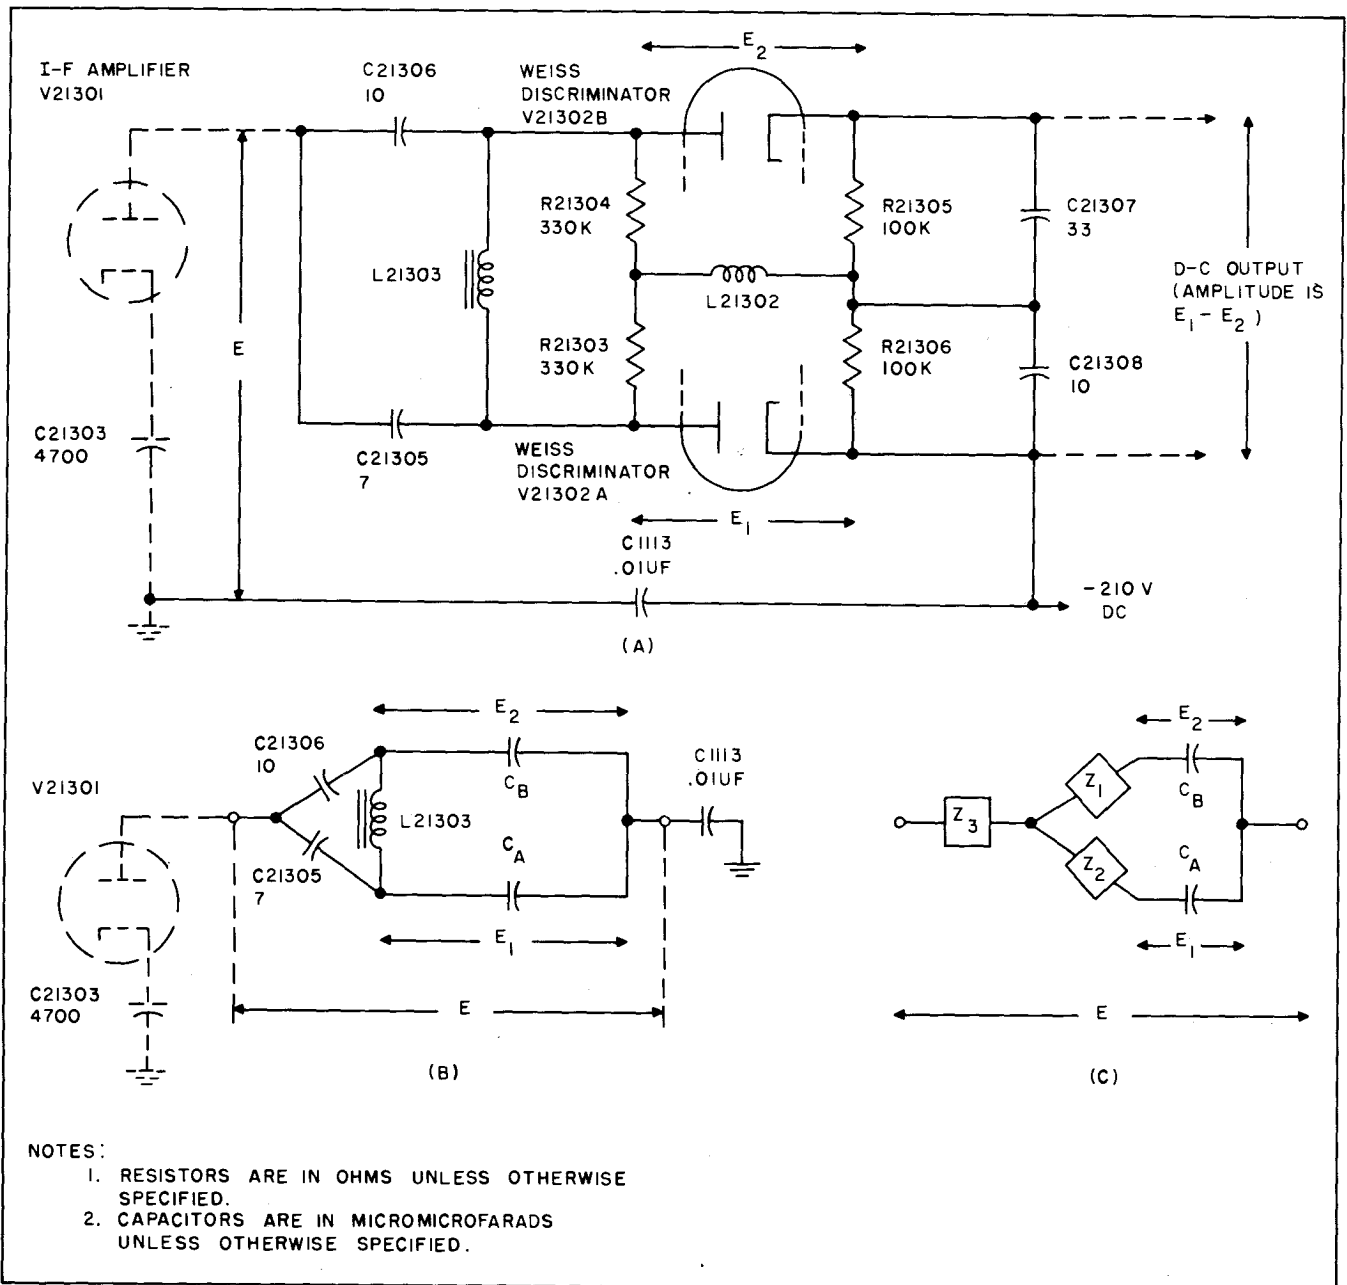 I-F AMPLIFIER
V21301
C21306
10
WEISS
DISCRIMINATOR
V21302B
E2
R21304
330K
R21305
100K
C21307
33
L21303
L21302
D-C OUTPUT
(AMPLITUDE IS
E1 - E2)
E
R21303
330K
R21306
100K
C21308
10
C21303
4700
C21305
7
WEISS
DISCRIMINATOR
V21302A
E1
C1113
.01UF
-210 V
DC
(A)
E2
C21306
10
C1113
.01UF
V21301
CB
L21303
CA
C21305
7
E1
C21303
4700
E
(B)
E2
Z1
CB
Z3
CA
Z2
E1
E
(C)
NOTES:
1. RESISTORS ARE IN OHMS UNLESS OTHERWISE
SPECIFIED.
2. CAPACITORS ARE IN MICROMICROFARADS
UNLESS OTHERWISE SPECIFIED.